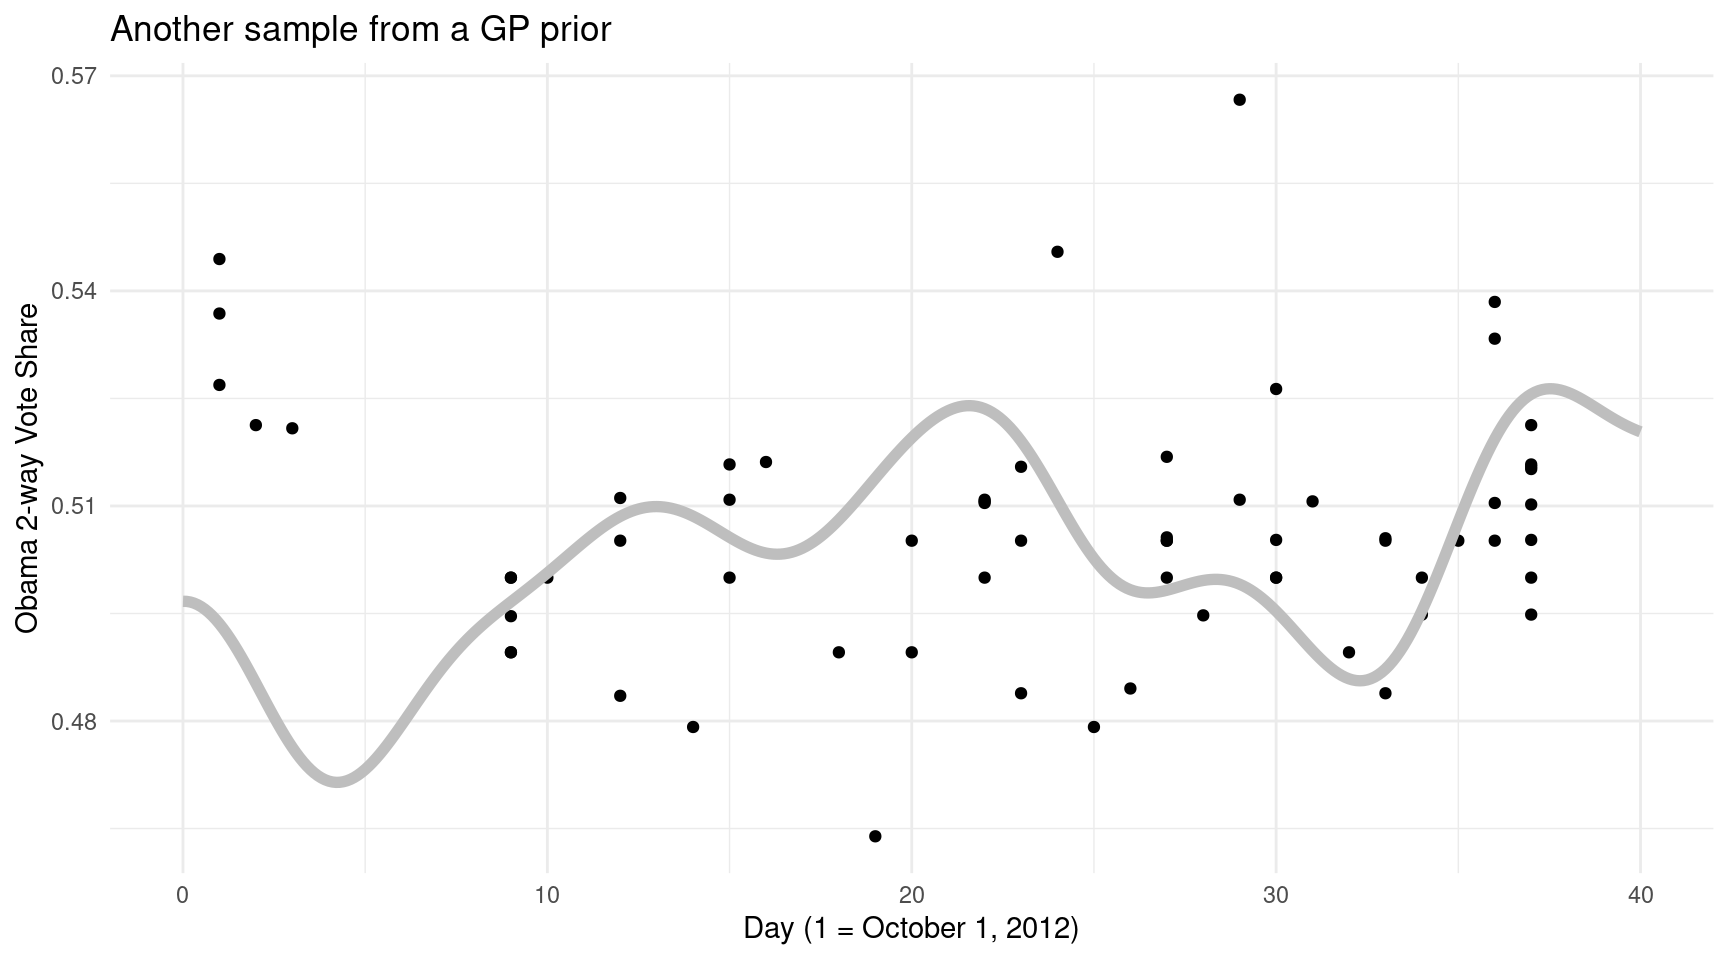 Another sample from a GP prior
Obama 2-way Vote Share
0.57
0.54
0.51
0.48
0 10 20 30 40
Day (1 = October 1, 2012)